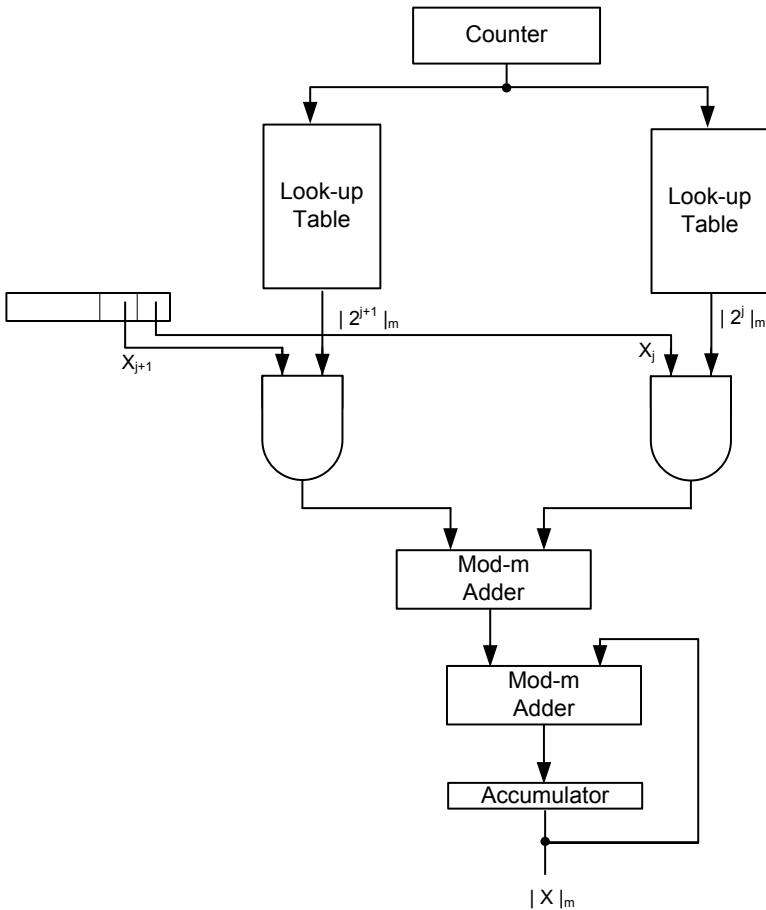 Counter
Look-up
Table
Look-up
Table
| 2^{j+1} |_m
| 2^j |_m
X_{j+1}
X_j
Mod-m
Adder
Mod-m
Adder
Accumulator
| X |_m